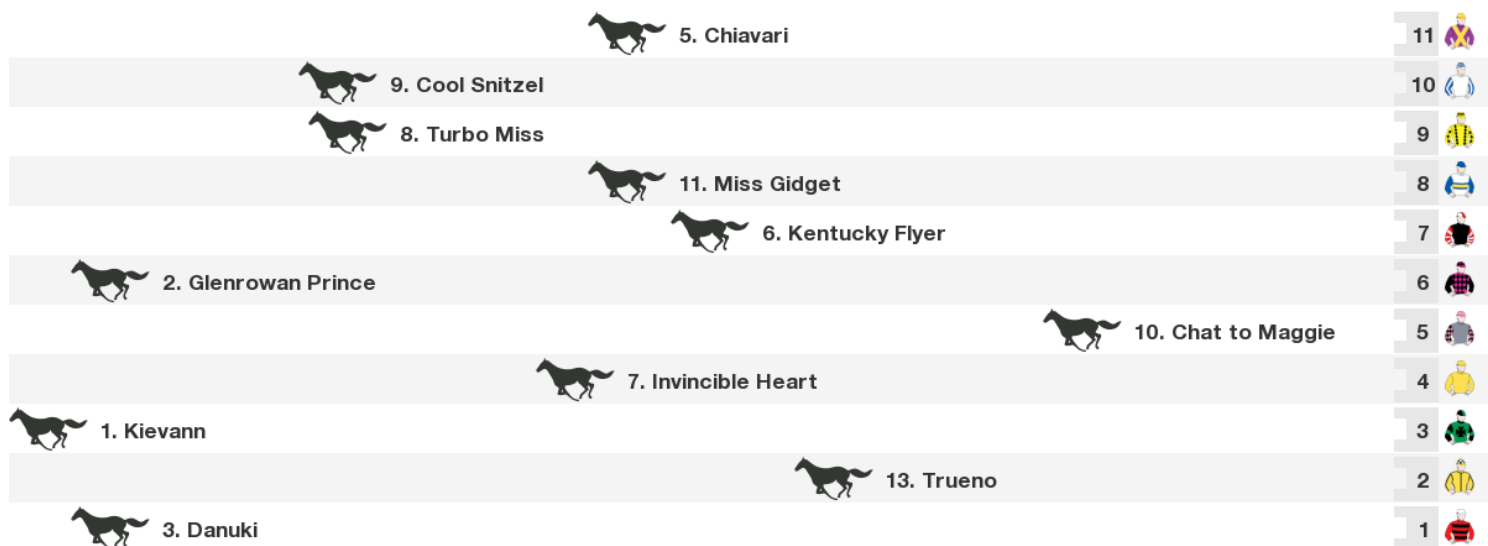 5. Chiavari 11
9. Cool Snitzel 10
8. Turbo Miss 9
11. Miss Gidget 8
6. Kentucky Flyer 7
2. Glenrowan Prince 6
10. Chat to Maggie 5
7. Invincible Heart 4
1. Kievann 3
13. Trueno 2
3. Danuki 1